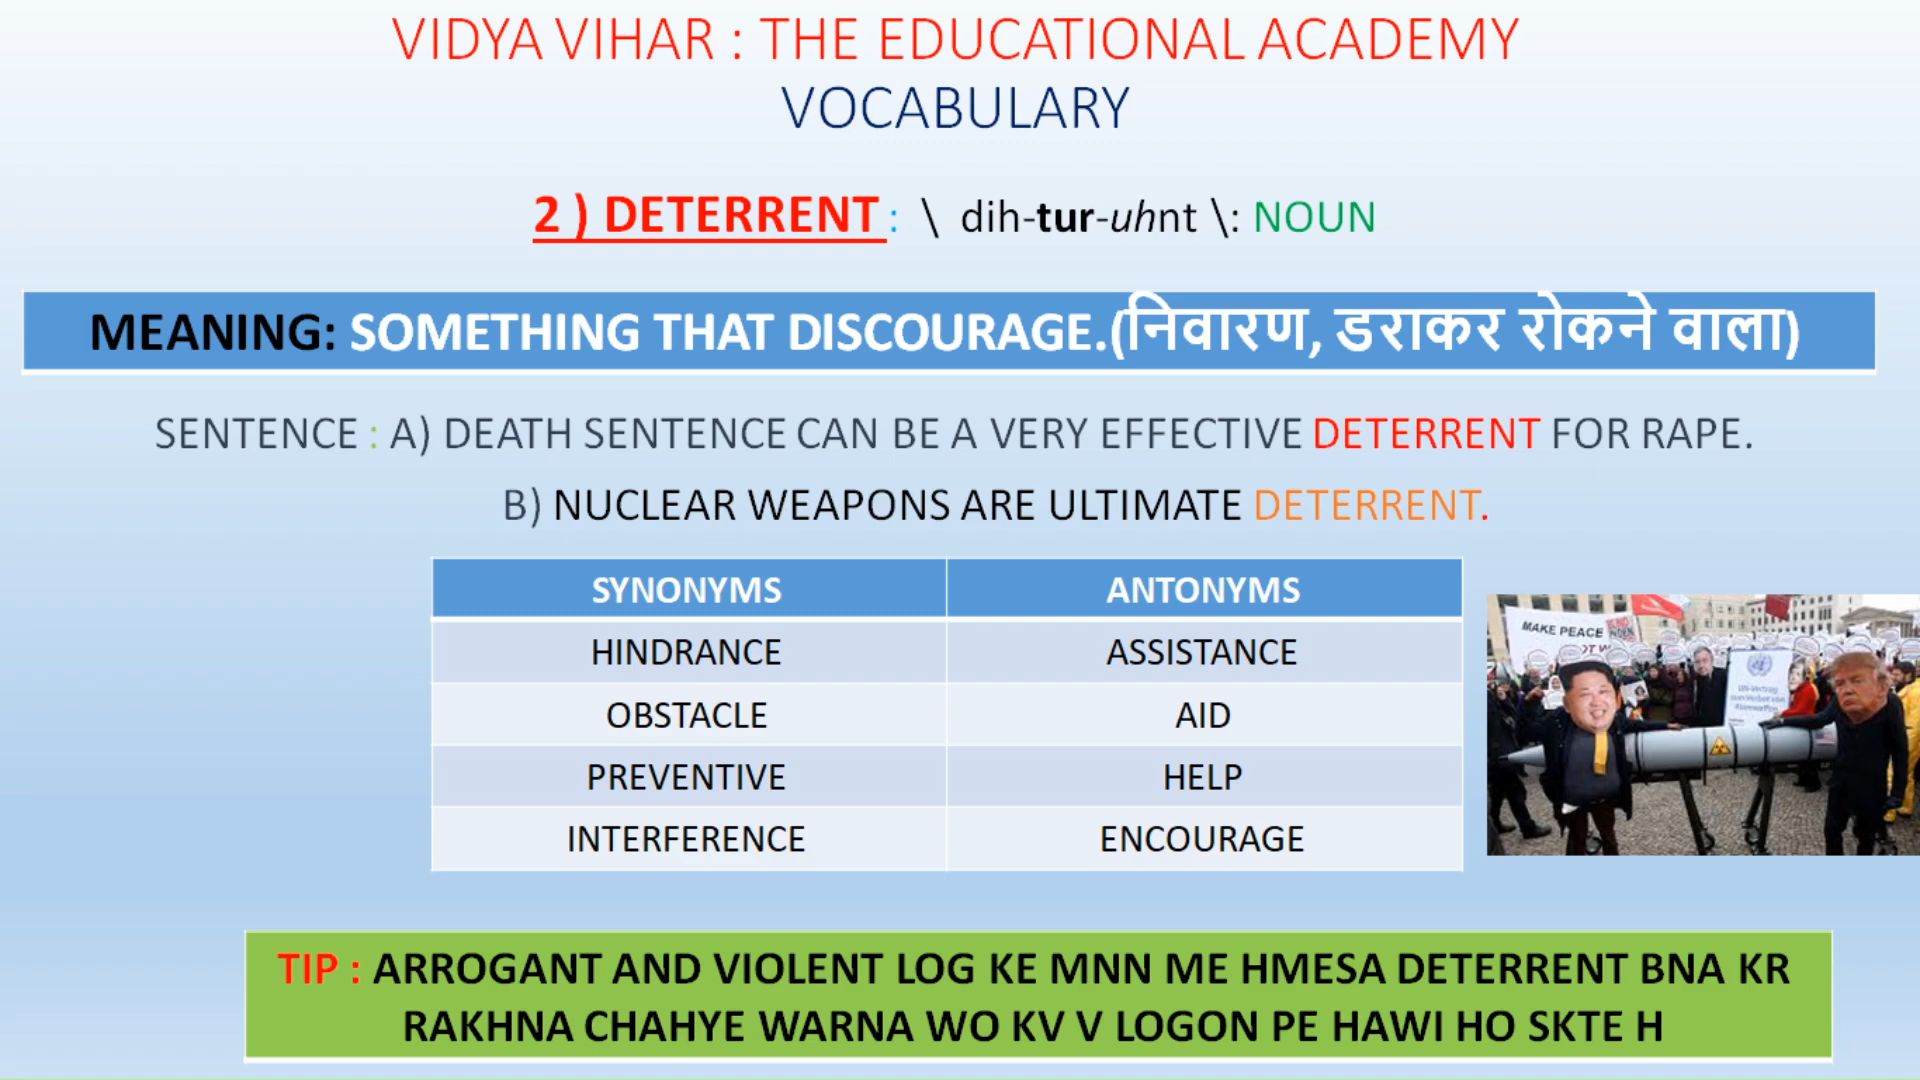 VIDYA VIHAR : THE EDUCATIONAL ACADEMY
VOCABULARY
2 ) DETERRENT : \ dih-tur-uhnt \: NOUN
MEANING: SOMETHING THAT DISCOURAGE.(निवारण, डराकर रोकने वाला)
SENTENCE : A) DEATH SENTENCE CAN BE A VERY EFFECTIVE DETERRENT FOR RAPE.
B) NUCLEAR WEAPONS ARE ULTIMATE DETERRENT.
SYNONYMS ANTONYMS
HINDRANCE ASSISTANCE
OBSTACLE AID
PREVENTIVE HELP
INTERFERENCE ENCOURAGE
MAKE PEACE
TIP : ARROGANT AND VIOLENT LOG KE MNN ME HMESA DETERRENT BNA KR
RAKHNA CHAHYE WARNA WO KV V LOGON PE HAWI HO SKTE H